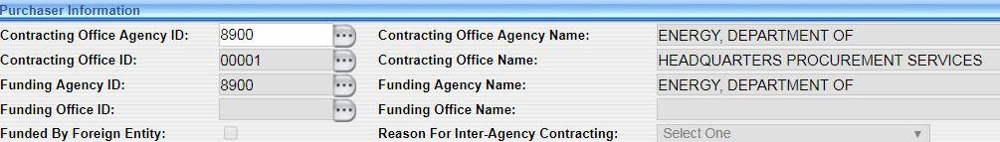 Purchaser Information
Contracting Office Agency ID: 8900 Contracting Office Agency Name: ENERGY, DEPARTMENT OF
Contracting Office ID: 00001 Contracting Office Name: HEADQUARTERS PROCUREMENT SERVICES
Funding Agency ID: 8900 Funding Agency Name: ENERGY, DEPARTMENT OF
Funding Office ID: Funding Office Name:
Funded By Foreign Entity: Reason For Inter-Agency Contracting: Select One